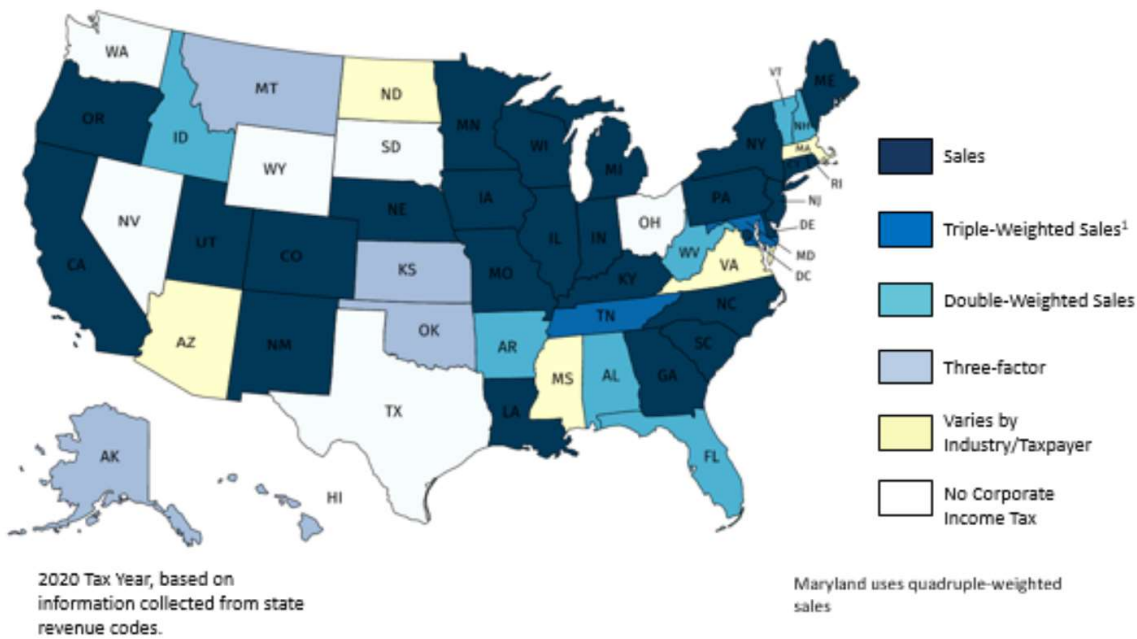 WA
MT
ND
MN
OR
ID
SD
WI
WY
MI
VT
ME
NH
NY
MA
RI
NV
NE
IA
PA
NJ
OH
DE
UT
CO
IL
IN
WV
MD
DC
CA
KS
MO
KY
VA
AZ
NM
OK
AR
TN
NC
SC
TX
LA
MS
AL
GA
FL
AK
HI
Sales
Triple-Weighted Sales¹
Double-Weighted Sales
Three-factor
Varies by
Industry/Taxpayer
No Corporate
Income Tax
2020 Tax Year, based on
information collected from state
revenue codes.
Maryland uses quadruple-weighted
sales